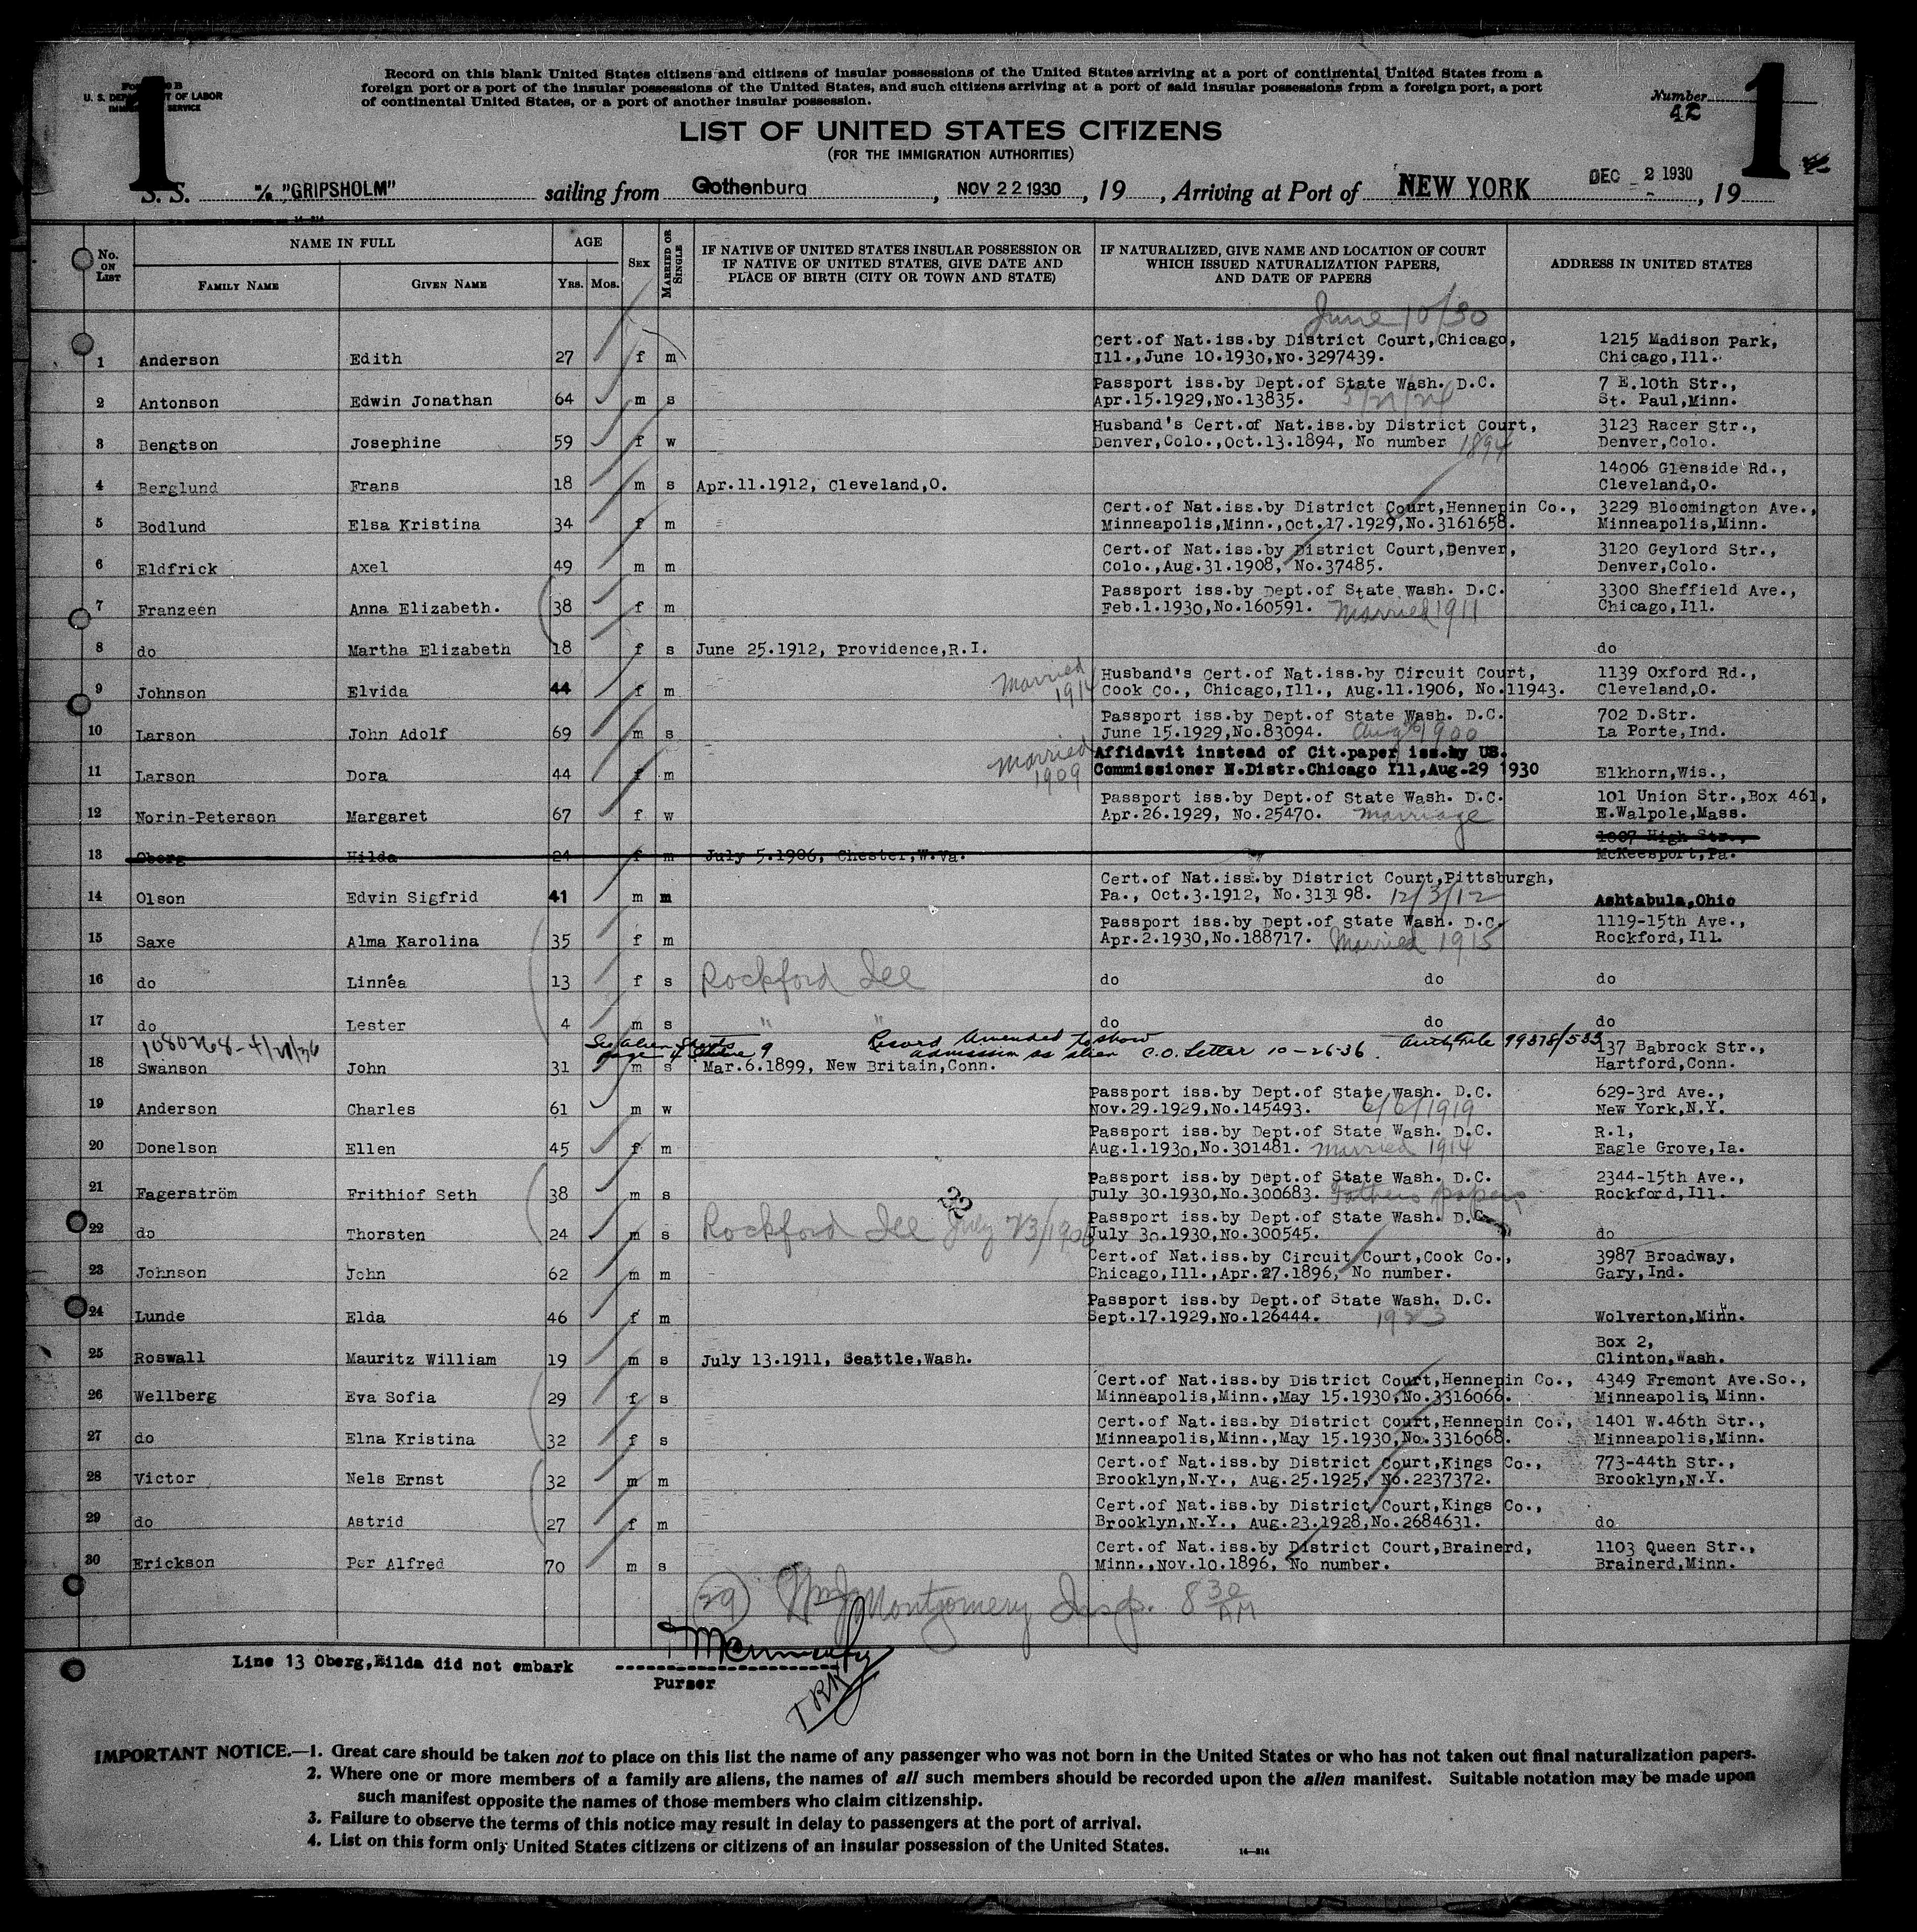 1
1
Record on this blank United States citizens and citizens of insular possessions of the United States arriving at a port of continental United States from a
foreign port or a port of the insular possessions of the United States, and such citizens arriving at a port of said insular possessions from a foreign port, a port
of continental United States, or a port of another insular possession.
U. S. DEPARTMENT OF LABOR
SERVICE
Number
LIST OF UNITED STATES CITIZENS
(FOR THE IMMIGRATION AUTHORITIES)
S. S. "GRIPSHOLM" sailing from Gothenburg, NOV 22 1930, 19, Arriving at Port of NEW YORK DEC 2 1930, 19
No. ON LIST
NAME IN FULL
FAMILY NAME
GIVEN NAME
AGE
YRS. MOS.
SEX
MARRIED OR SINGLE
IF NATIVE OF UNITED STATES INSULAR POSSESSION OR
IF NATIVE OF UNITED STATES, GIVE DATE AND
PLACE OF BIRTH (CITY OR TOWN AND STATE)
IF NATURALIZED, GIVE NAME AND LOCATION OF COURT
WHICH ISSUED NATURALIZATION PAPERS,
AND DATE OF PAPERS
ADDRESS IN UNITED STATES
June 10/30
Cert.of Nat.iss.by District Court,Chicago, 1215 Madison Park,
1 Anderson Edith 27 f m Ill.,June 10.1930,No.3297439. Chicago,Ill.
Passport iss.by Dept.of State Wash. D.C. 7 E.10th Str.,
2 Antonson Edwin Jonathan 64 m s Apr.15.1929,No.13835. St. Paul,Minn.
Husband's Cert.of Nat.iss.by District Court, 3123 Racer Str.,
3 Bengtson Josephine 59 f w Denver,Colo.,Oct.13.1894, No number 1894 Denver,Colo.
14006 Glenside Rd.,
4 Berglund Frans 18 m s Apr.11.1912, Cleveland,O. Cleveland,O.
Cert.of Nat.iss.by District Court,Hennepin Co., 3229 Bloomington Ave.,
5 Bodlund Elsa Kristina 34 f m Minneapolis,Minn.,Oct.17.1929,No.3161658. Minneapolis,Minn.
Cert.of Nat.iss.by District Court,Denver, 3120 Geylord Str.,
6 Eldfrick Axel 49 m m Colo.,Aug.31.1908, No.37485. Denver,Colo.
Passport iss.by Dept.of State Wash. D.C. 3300 Sheffield Ave.,
7 Franzeen Anna Elizabeth. 38 f m Feb.1.1930,No.160591. Married 1911 Chicago,Ill.
8 do Martha Elizabeth 18 f s June 25.1912, Providence,R.I. do
Married 1914 Husband's Cert.of Nat.iss.by Circuit Court, 1139 Oxford Rd.,
9 Johnson Elvida 44 f m Cook Co., Chicago,Ill., Aug.11.1906, No.11943. Cleveland,O.
Passport iss.by Dept.of State Wash. D.C. 702 D.Str.
10 Larson John Adolf 69 m s June 15.1929,No.83094. La Porte,Ind.
Married 1909 Affidavit instead of Cit.paper iss.by US.
11 Larson Dora 44 f m Commissioner N.Distr.Chicago Ill,Aug.29 1930 Elkhorn,Wis.,
Passport iss.by Dept.of State Wash. D.C. 101 Union Str.,Box 461,
12 Norin-Peterson Margaret 67 f w Apr.26.1929, No.25470. marriage E.Walpole,Mass.
1007 High Str.,
13 Oberg Hilda 24 f m July 5.1906, Chester,W.Va. McKeesport,Pa.
Cert.of Nat.iss.by District Court,Pittsburgh,
14 Olson Edvin Sigfrid 41 m m Pa., Oct.3.1912, No.313198. 12/3/12 Ashtabula,Ohio
Passport iss.by Dept.of State Wash. D.C. 1119-15th Ave.,
15 Saxe Alma Karolina 35 f m Apr.2.1930,No.188717. Married 1915 Rockford,Ill.
16 do Linnéa 13 f s Rockford Ill do do do
17 do Lester 4 m s " " do do do
1080268-4/20/36 See Alien Sheets Record Amended to show
page 4 Line 9 admission as alien C.O. Letter 10-26-36. Auth file 99878/583 137 Babrock Str.,
18 Swanson John 31 m s Mar.6.1899, New Britain,Conn. Hartford,Conn.
Passport iss.by Dept.of State Wash. D.C. 629-3rd Ave.,
19 Anderson Charles 61 m w Nov.29.1929,No.145493. 6/6/1919 New York,N.Y.
Passport iss.by Dept.of State Wash. D.C. R.1,
20 Donelson Ellen 45 f m Aug.1.1930,No.301481. Married 1914 Eagle Grove,Ia.
Passport iss.by Dept.of State Wash. D.C. 2344-15th Ave.,
21 Fagerström Frithiof Seth 38 m s July 30.1930,No.300683. Fathers papers Rockford,Ill.
Passport iss.by Dept.of State Wash. D.C.
22 do Thorsten 24 m s Rockford Ill July 23/1906 July 30.1930,No.300545. do
Cert.of Nat.iss.by Circuit Court,Cook Co., 3987 Broadway,
23 Johnson John 62 m m Chicago,Ill.,Apr.27.1896, No number. Gary,Ind.
Passport iss.by Dept.of State Wash. D.C.
24 Lunde Elda 46 f m Sept.17.1929,No.126444. 1923 Wolverton,Minn.
Box 2,
25 Roswall Mauritz William 19 m s July 13.1911, Seattle,Wash. Clinton,Wash.
Cert.of Nat.iss.by District Court,Hennepin Co., 4349 Fremont Ave.So.,
26 Wellberg Eva Sofia 29 f s Minneapolis,Minn.,May 15.1930,No.3316066. Minneapolis,Minn.
Cert.of Nat.iss.by District Court,Hennepin Co., 1401 W.46th Str.,
27 do Elna Kristina 32 f s Minneapolis,Minn.,May 15.1930,No.3316068. Minneapolis,Minn.
Cert.of Nat.iss.by District Court,Kings Co., 773-44th Str.,
28 Victor Nels Ernst 32 m m Brooklyn,N.Y., Aug.25.1925, No.2237372. Brooklyn,N.Y.
Cert.of Nat.iss.by District Court,Kings Co.,
29 do Astrid 27 f m Brooklyn,N.Y., Aug.23.1928,No.2684631. do
Cert.of Nat.iss.by District Court,Brainerd, 1103 Queen Str.,
30 Erickson Per Alfred 70 m s Minn.,Nov.10.1896, No number. Brainerd,Minn.
29 Montgomery Insp. 8 30 AM
Line 13 Oberg,Hilda did not embark
Purser
IMPORTANT NOTICE.—1. Great care should be taken not to place on this list the name of any passenger who was not born in the United States or who has not taken out final naturalization papers.
2. Where one or more members of a family are aliens, the names of all such members should be recorded upon the alien manifest. Suitable notation may be made upon
such manifest opposite the names of those members who claim citizenship.
3. Failure to observe the terms of this notice may result in delay to passengers at the port of arrival.
4. List on this form only United States citizens or citizens of an insular possession of the United States.
14—214